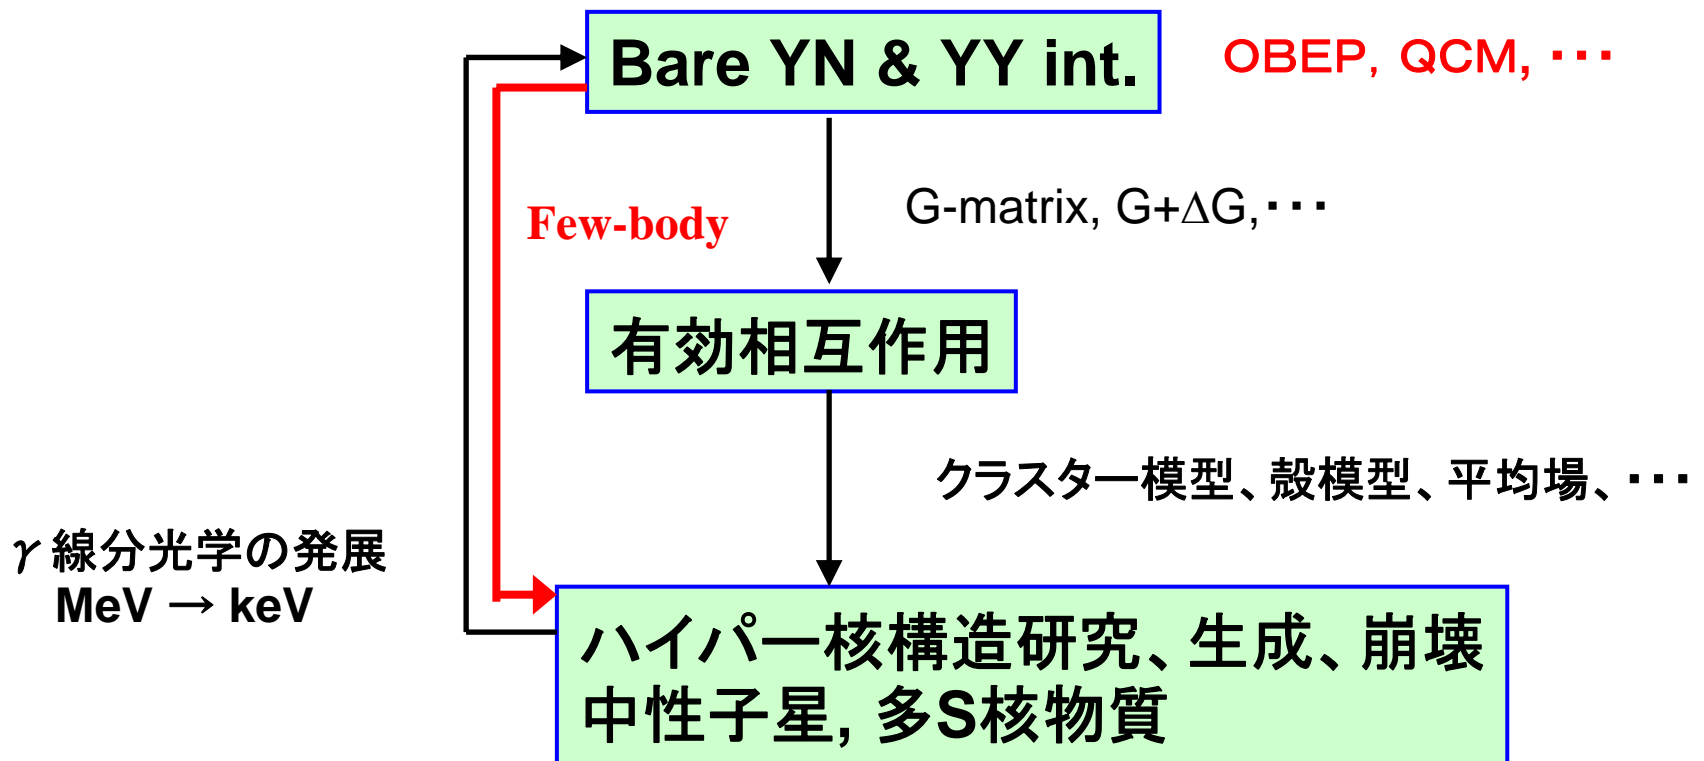 Bare YN & YY int.
OBEP, QCM, ･･･
Few-body
G-matrix, G+ΔG,･･･
有効相互作用
クラスター模型、殻模型、平均場、･･･
γ線分光学の発展
MeV → keV
ハイパー核構造研究、生成、崩壊
中性子星, 多S核物質